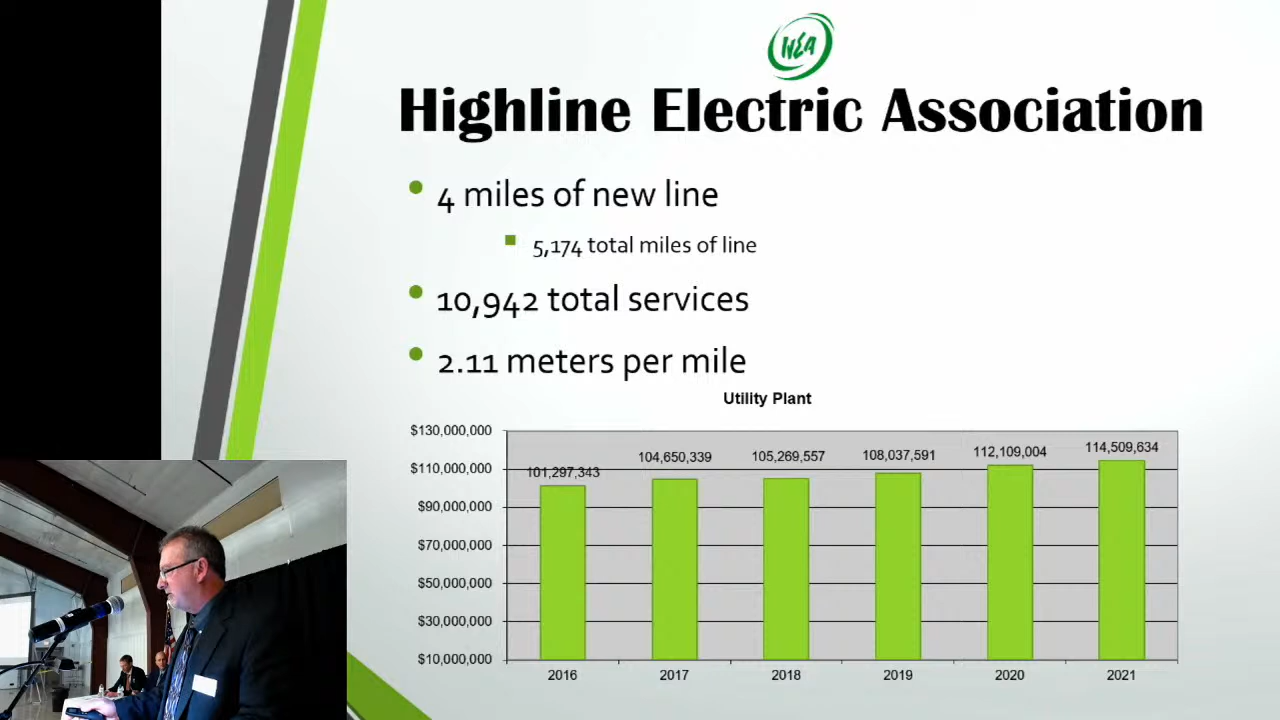 HEA
Highline Electric Association
4 miles of new line
5,174 total miles of line
10,942 total services
2.11 meters per mile
Utility Plant
$130,000,000
$110,000,000
$90,000,000
$70,000,000
$50,000,000
$30,000,000
$10,000,000
101,297,343
104,650,339
105,269,557
108,037,591
112,109,004
114,509,634
2016
2017
2018
2019
2020
2021